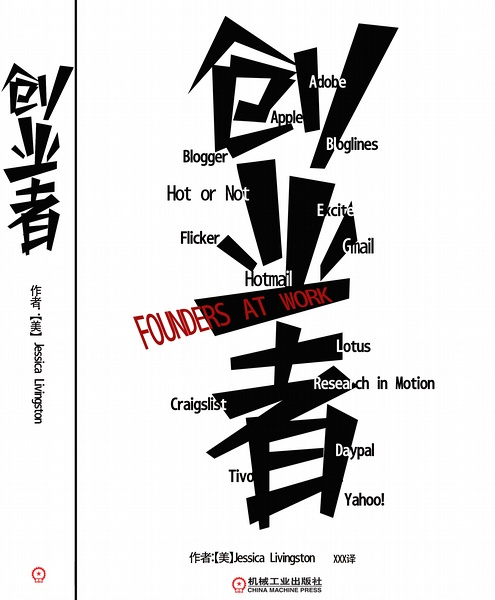 创业者
作者:【美】Jessica Livingston
创业者
Adobe
Apple
Bloglines
Blogger
Hot or Not
Excite
Flicker
Gmail
Hotmail
FOUNDERS AT WORK
Lotus
Research in Motion
Craigslist
Daypal
Tivo
Yahoo!
作者:【美】Jessica Livingston XXX译
机械工业出版社
CHINA MACHINE PRESS